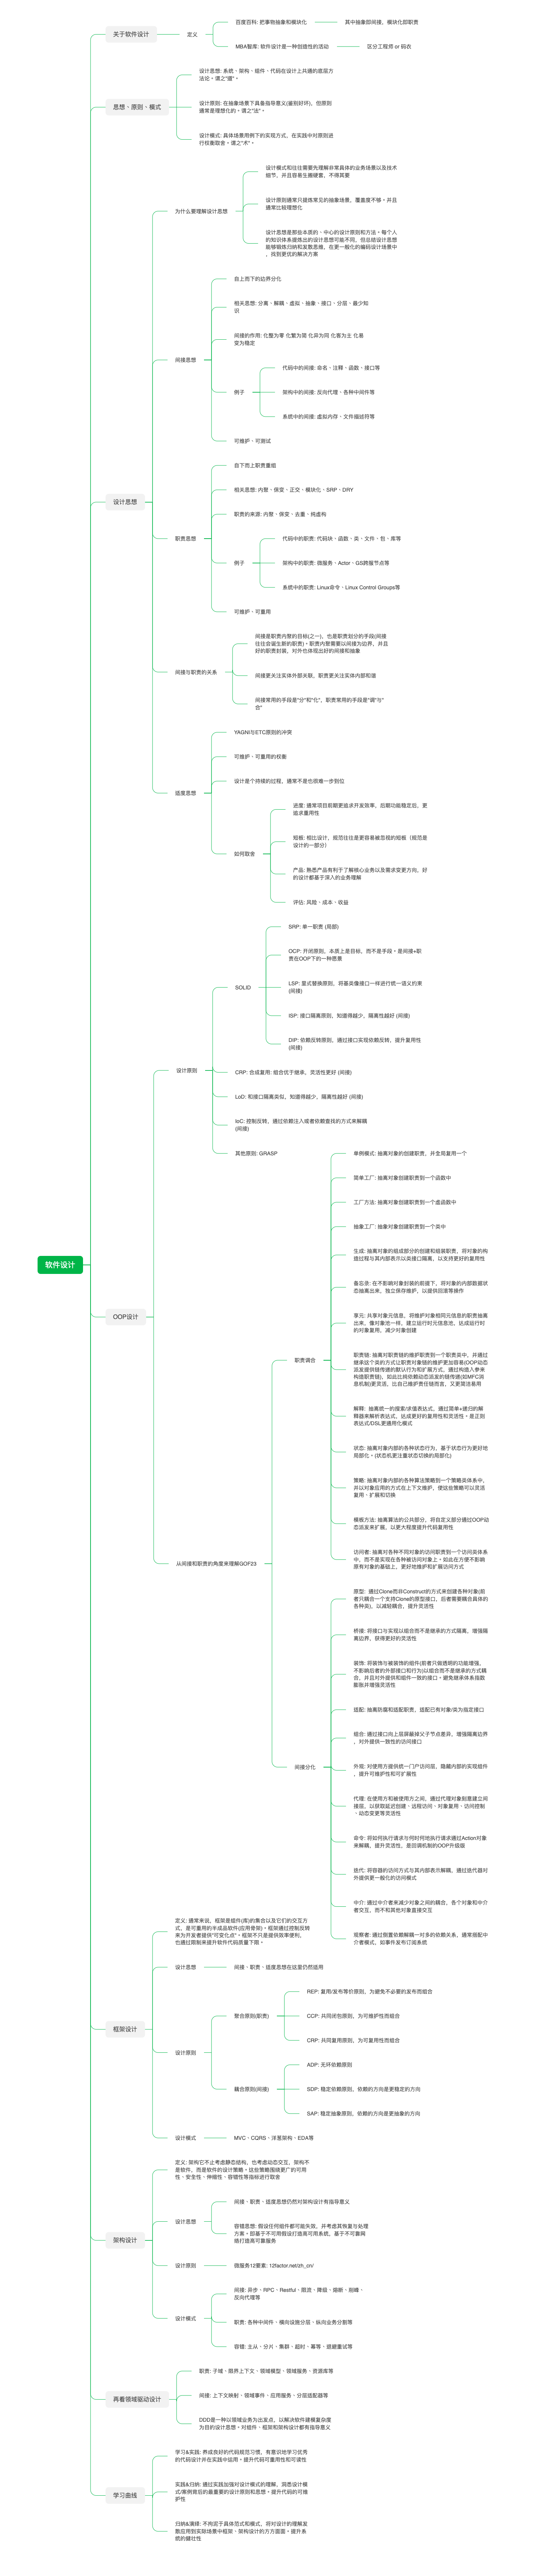 软件设计
关于软件设计
定义
百度百科: 把事物抽象和模块化
其中抽象即间接，模块化即职责
MBA智库: 软件设计是一种创造性的活动
区分工程师 or 码农
思想、原则、模式
设计思想: 系统、架构、组件、代码在设计上共通的底层方
法论。谓之"道"。
设计原则: 在抽象场景下具备指导意义(鉴别好坏)，但原则
通常是理想化的。谓之"法"。
设计模式: 具体场景用例下的实现方式，在实践中对原则进
行权衡取舍。谓之"术"。
设计思想
为什么要理解设计思想
设计模式和往往需要先理解非常具体的业务场景以及技术
细节，并且容易生搬硬套，不得其要
设计原则通常只提炼常见的抽象场景，覆盖度不够。并且
通常比较理想化
设计思想是那些本质的、中心的设计原则和方法。每个人
的知识体系提炼出的设计思想可能不同，但总结设计思想
能够锻炼归纳和发散思维，在更一般化的编码设计场景中
，找到更优的解决方案
间接思想
自上而下的边界分化
相关思想: 分离、解耦、虚拟、抽象、接口、分层、最少知
识
间接的作用: 化整为零 化繁为简 化异为同 化客为主 化易
变为稳定
例子
代码中的间接: 命名、注释、函数、接口等
架构中的间接: 反向代理、各种中间件等
系统中的间接: 虚拟内存、文件描述符等
可维护、可测试
职责思想
自下而上职责重组
相关思想: 内聚、保变、正交、模块化、SRP、DRY
职责的来源: 内聚、保变、去重、纯虚构
例子
代码中的职责: 代码块、函数、类、文件、包、库等
架构中的职责: 微服务、Actor、GS跨服节点等
系统中的职责: Linux命令、Linux Control Groups等
可维护、可重用
间接与职责的关系
间接是职责内聚的目标(之一)，也是职责划分的手段(间接
往往会诞生新的职责)。职责内聚需要以间接为边界，并且
好的职责封装，对外也体现出好的间接和抽象
间接更关注实体外部关联，职责更关注实体内部和谐
间接常用的手段是"分"和"化"，职责常用的手段是"调"与"
合"
适度思想
YAGNI与ETC原则的冲突
可维护、可重用的权衡
设计是个持续的过程，通常不是也很难一步到位
如何取舍
进度: 通常项目前期更追求开发效率，后期功能稳定后，更
追求重用性
短板: 相比设计，规范往往是更容易被忽视的短板（规范是
设计的一部分）
产品: 熟悉产品有利于了解核心业务以及需求变更方向，好
的设计都基于深入的业务理解
评估: 风险、成本、收益
OOP设计
设计原则
SOLID
SRP: 单一职责 (局部)
OCP: 开闭原则，本质上是目标，而不是手段。是间接+职
责在OOP下的一种愿景
LSP: 里式替换原则，将基类像接口一样进行统一语义约束
(间接)
ISP: 接口隔离原则，知道得越少，隔离性越好 (间接)
DIP: 依赖反转原则，通过接口实现依赖反转，提升复用性
(间接)
CRP: 合成复用: 组合优于继承，灵活性更好 (间接)
LoD: 和接口隔离类似，知道得越少，隔离性越好 (间接)
IoC: 控制反转，通过依赖注入或者依赖查找的方式来解耦
(间接)
其他原则: GRASP
从间接和职责的角度来理解GOF23
职责调合
单例模式: 抽离对象的创建职责，并全局复用一个
简单工厂: 抽离对象创建职责到一个函数中
工厂方法: 抽离对象创建职责到一个虚函数中
抽象工厂: 抽象对象创建职责到一个类中
生成: 抽离对象的组成部分的创建和组装职责，将对象的构
造过程与其内部表示以类接口隔离，以支持更好的复用性
备忘录: 在不影响对象封装的前提下，将对象的内部数据状
态抽离出来，独立保存维护，以提供回溯等操作
享元: 共享对象元信息，将维护对象相同元信息的职责抽离
出来，像对象池一样，建立运行时元信息池，达成运行时
的对象复用，减少对象创建
职责链: 抽离对职责链的维护职责到一个职责类中，并通过
继承这个类的方式让职责对象链的维护更加容易(OOP动态
派发提供链传递的默认行为和扩展方式，通过构造入参来
构造职责链)，如此比纯依赖动态派发的链传递(如MFC消
息机制)更灵活，比自己维护责任链而言，又更简洁易用
解释:  抽离统一的搜索/求值表达式，通过简单+递归的解
释器来解析表达式，达成更好的复用性和灵活性。是正则
表达式/DSL更通用化模式
状态: 抽离对象内部的各种状态行为，基于状态行为更好地
局部化。(状态机更注重状态切换的局部化)
策略: 抽离对象内部的各种算法策略到一个策略类体系中，
并以对象应用的方式在上下文维护，使这些策略可以灵活
复用、扩展和切换
模板方法: 抽离算法的公共部分，将自定义部分通过OOP动
态派发来扩展，以更大程度提升代码复用性
访问者: 抽离对各种不同对象的访问职责到一个访问类体系
中，而不是实现在各种被访问对象上。如此在方便不影响
原有对象的基础上，更好地维护和扩展访问方式
间接分化
原型:  通过Clone而非Construct的方式来创建各种对象(前
者只耦合一个支持Clone的原型接口，后者需要耦合具体的
各种类)，以减轻耦合，提升灵活性
桥接: 将接口与实现以组合而不是继承的方式隔离，增强隔
离边界，获得更好的灵活性
装饰: 将装饰与被装饰的组件(前者只做透明的功能增强，
不影响后者的外部接口和行为)以组合而不是继承的方式耦
合，并且对外提供和组件一致的接口。避免继承体系指数
膨胀并增强灵活性
适配: 抽离防腐和适配职责，适配已有对象/类为指定接口
组合: 通过接口向上层屏蔽掉父子节点差异，增强隔离边界
，对外提供一致性的访问接口
外观: 对使用方提供统一门户访问层，隐藏内部的实现组件
，提升可维护性和可扩展性
代理: 在使用方和被使用方之间，通过代理对象刻意建立间
接层，以获取延迟创建、远程访问、对象复用、访问控制
、动态变更等灵活性
命令: 将如何执行请求与何时何地执行请求通过Action对象
来解耦，提升灵活性，是回调机制的OOP升级版
迭代: 将容器的访问方式与其内部表示解耦，通过迭代器对
外提供更一般化的访问模式
中介: 通过中介者来减少对象之间的耦合，各个对象和中介
者交互，而不和其他对象直接交互
观察者: 通过倒置依赖解耦一对多的依赖关系，通常搭配中
介者模式，如事件发布订阅系统
框架设计
定义: 通常来说，框架是组件(库)的集合以及它们的交互方
式，是可重用的半成品软件(应用骨架)。框架通过控制反转
来为开发者提供"可变化点"。框架不只是提供效率便利，
也通过限制来提升软件代码质量下限。
设计思想
间接、职责、适度思想在这里仍然适用
设计原则
聚合原则(职责)
REP: 复用/发布等价原则，为避免不必要的发布而组合
CCP: 共同闭包原则，为可维护性而组合
CRP: 共同复用原则，为可复用性而组合
耦合原则(间接)
ADP: 无环依赖原则
SDP: 稳定依赖原则，依赖的方向是更稳定的方向
SAP: 稳定抽象原则，依赖的方向是更抽象的方向
设计模式
MVC、CQRS、洋葱架构、EDA等
架构设计
定义: 架构它不止考虑静态结构，也考虑动态交互，架构不
是软件，而是软件的设计策略。这些策略围绕更广的可用
性、安全性、伸缩性、容错性等指标进行取舍
设计思想
间接、职责、适度思想仍然对架构设计有指导意义
容错思想: 假设任何组件都可能失败，并考虑其恢复与处理
方案。即基于不可用假设打造高可用系统，基于不可靠网
络打造可靠服务
设计原则
微服务12要素: 12factor.net/zh_cn/
设计模式
间接: 异步、RPC、Restful、限流、降级、熔断、削峰、
反向代理等
职责: 各种中间件、横向设施分层、纵向业务分割等
容错: 主从、分片、集群、超时、幂等、退避重试等
再看领域驱动设计
职责: 子域、限界上下文、领域模型、领域服务、资源库等
间接: 上下文映射、领域事件、应用服务、分层适配器等
DDD是一种以领域业务为出发点，以解决软件建模复杂度
为目的设计思想。对组件、框架和架构设计都有指导意义
学习曲线
学习&实践: 养成良好的代码规范习惯，有意识地学习优秀
的代码设计并在实践中运用。提升代码可重用性和可读性
实践&归纳: 通过实践加强对设计模式的理解，洞悉设计模
式/案例背后的最重要的设计原则和思想。提升代码的可维
护性
归纳&演绎: 不拘泥于具体范式和模式，将对设计的理解发
散应用到实际场景中框架、架构设计的方方面面。提升系
统的健壮性